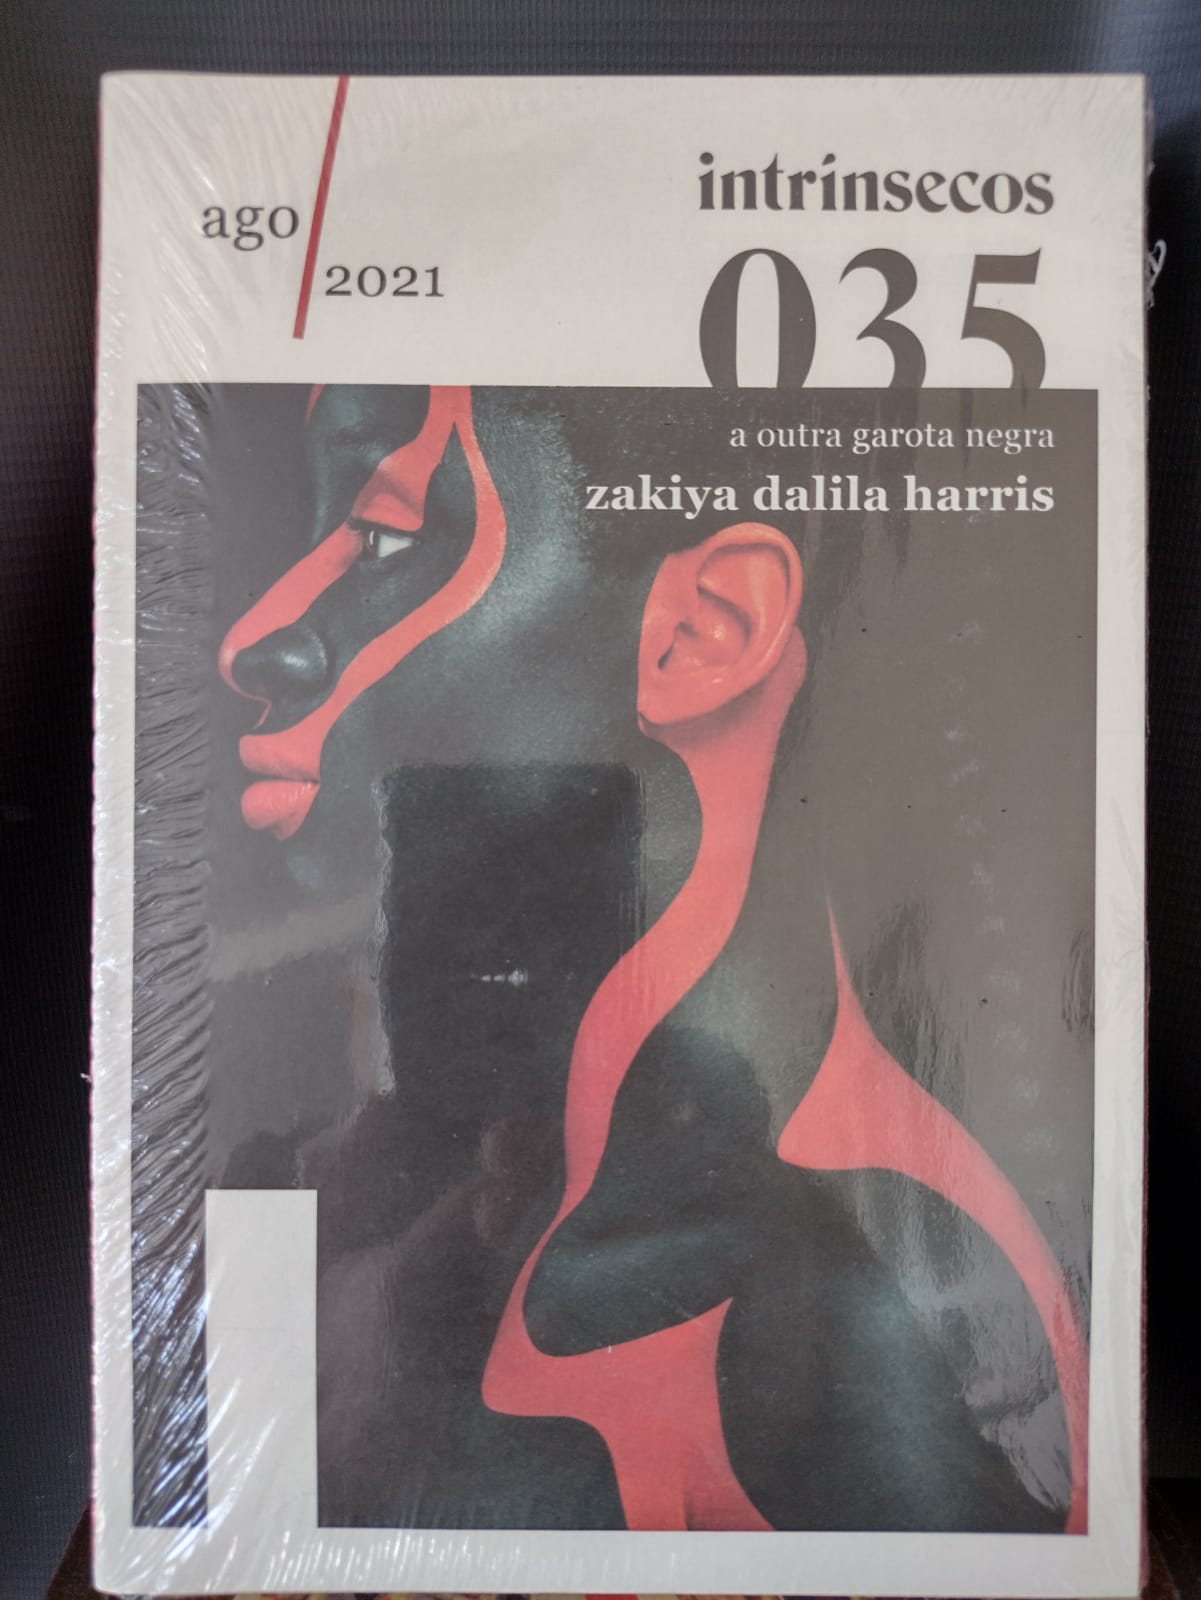 ago
2021
intrínsecos
035
a outra garota negra
zakiya dalila harris